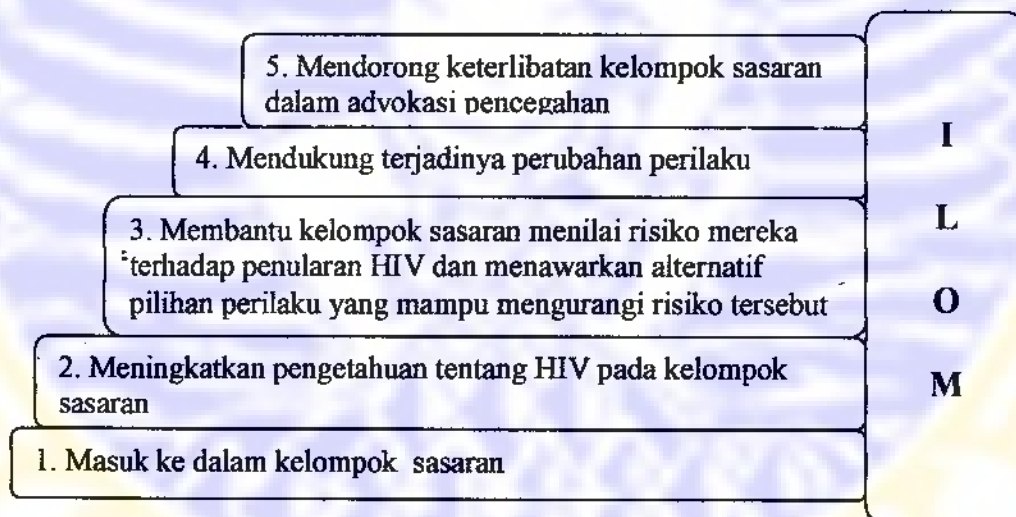 5. Mendorong keterlibatan kelompok sasaran
dalam advokasi pencegahan
4. Mendukung terjadinya perubahan perilaku
3. Membantu kelompok sasaran menilai risiko mereka
terhadap penularan HIV dan menawarkan alternatif
pilihan perilaku yang mampu mengurangi risiko tersebut
2. Meningkatkan pengetahuan tentang HIV pada kelompok
sasaran
1. Masuk ke dalam kelompok sasaran
I
L
O
M